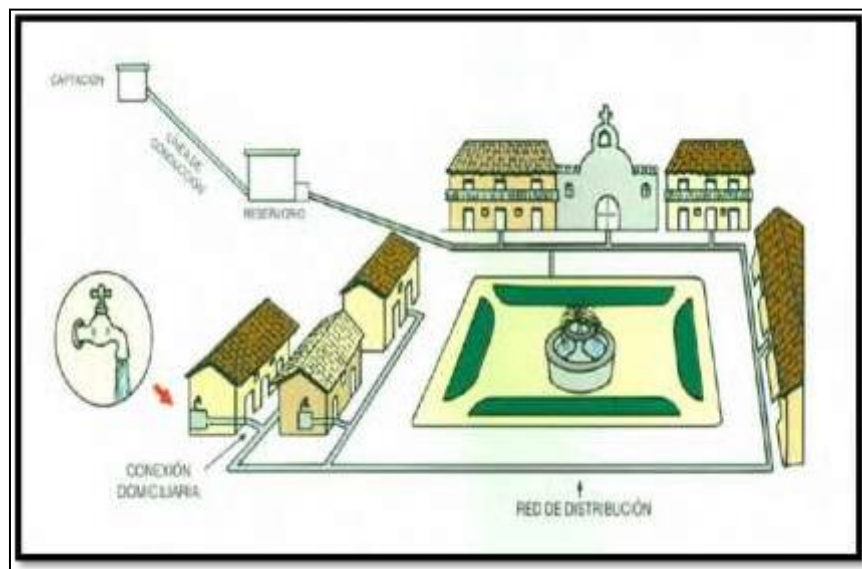 CAPTACION
LINEA DE
CONDUCCION
RESERVORIO
CONEXIÓN
DOMICILIARIA
RED DE DISTRIBUCIÓN